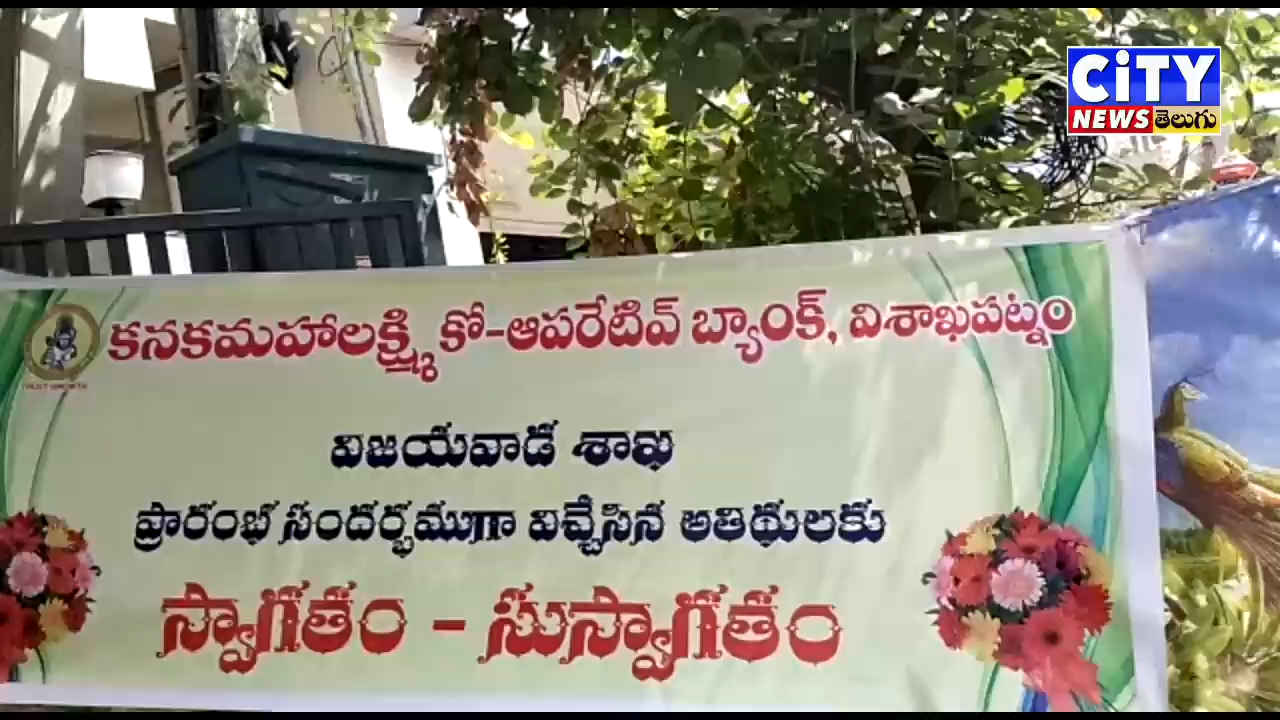 CiTY
NEWS తెలుగు
కనకమహాలక్ష్మి కో-ఆపరేటివ్ బ్యాంక్, విశాఖపట్నం
విజయవాడ శాఖ
ప్రారంభ సందర్భముగా విచ్చేసిన అతిథులకు
స్వాగతం - సుస్వాగతం